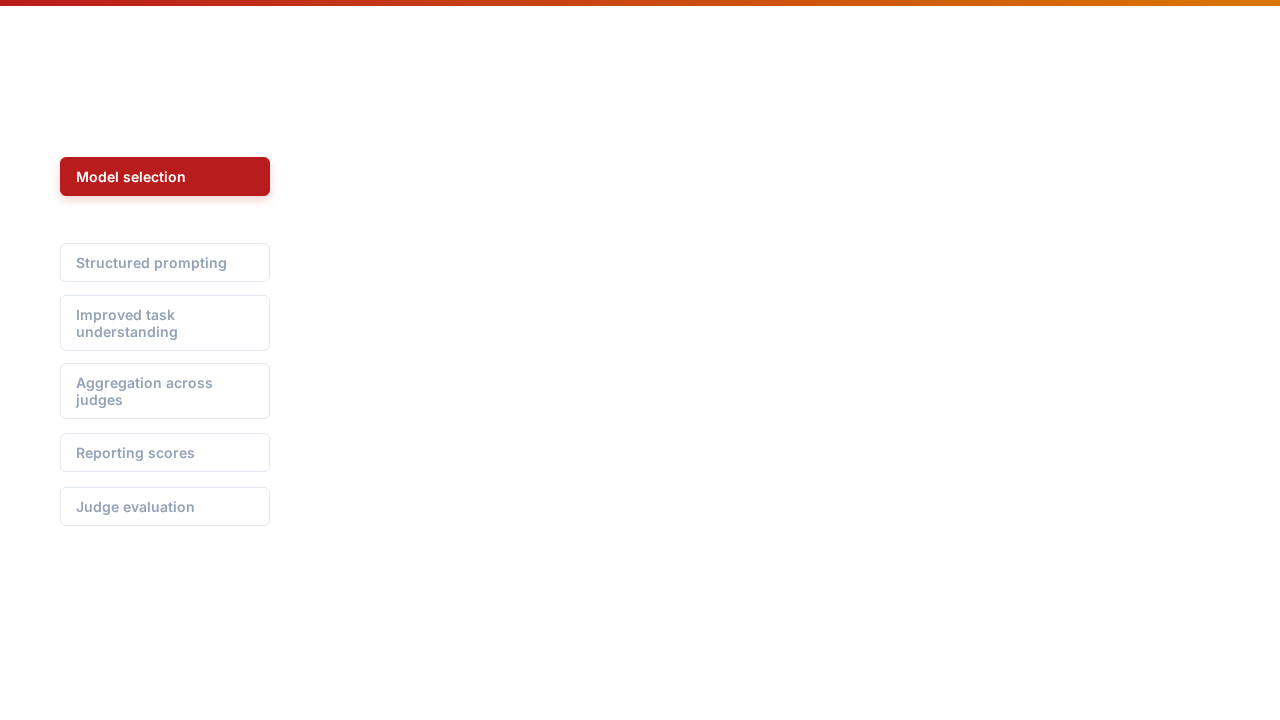 Model selection
Structured prompting
Improved task
understanding
Aggregation across
judges
Reporting scores
Judge evaluation